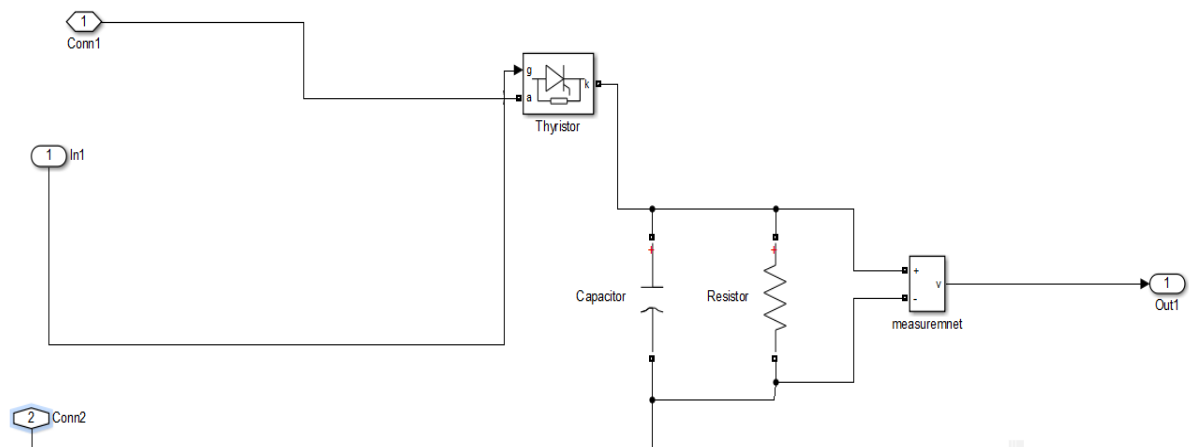 1
Conn1
g
k
a
Thyristor
1
In1
+
+
Capacitor
Resistor
+
v
-
measuremnet
1
Out1
2
Conn2